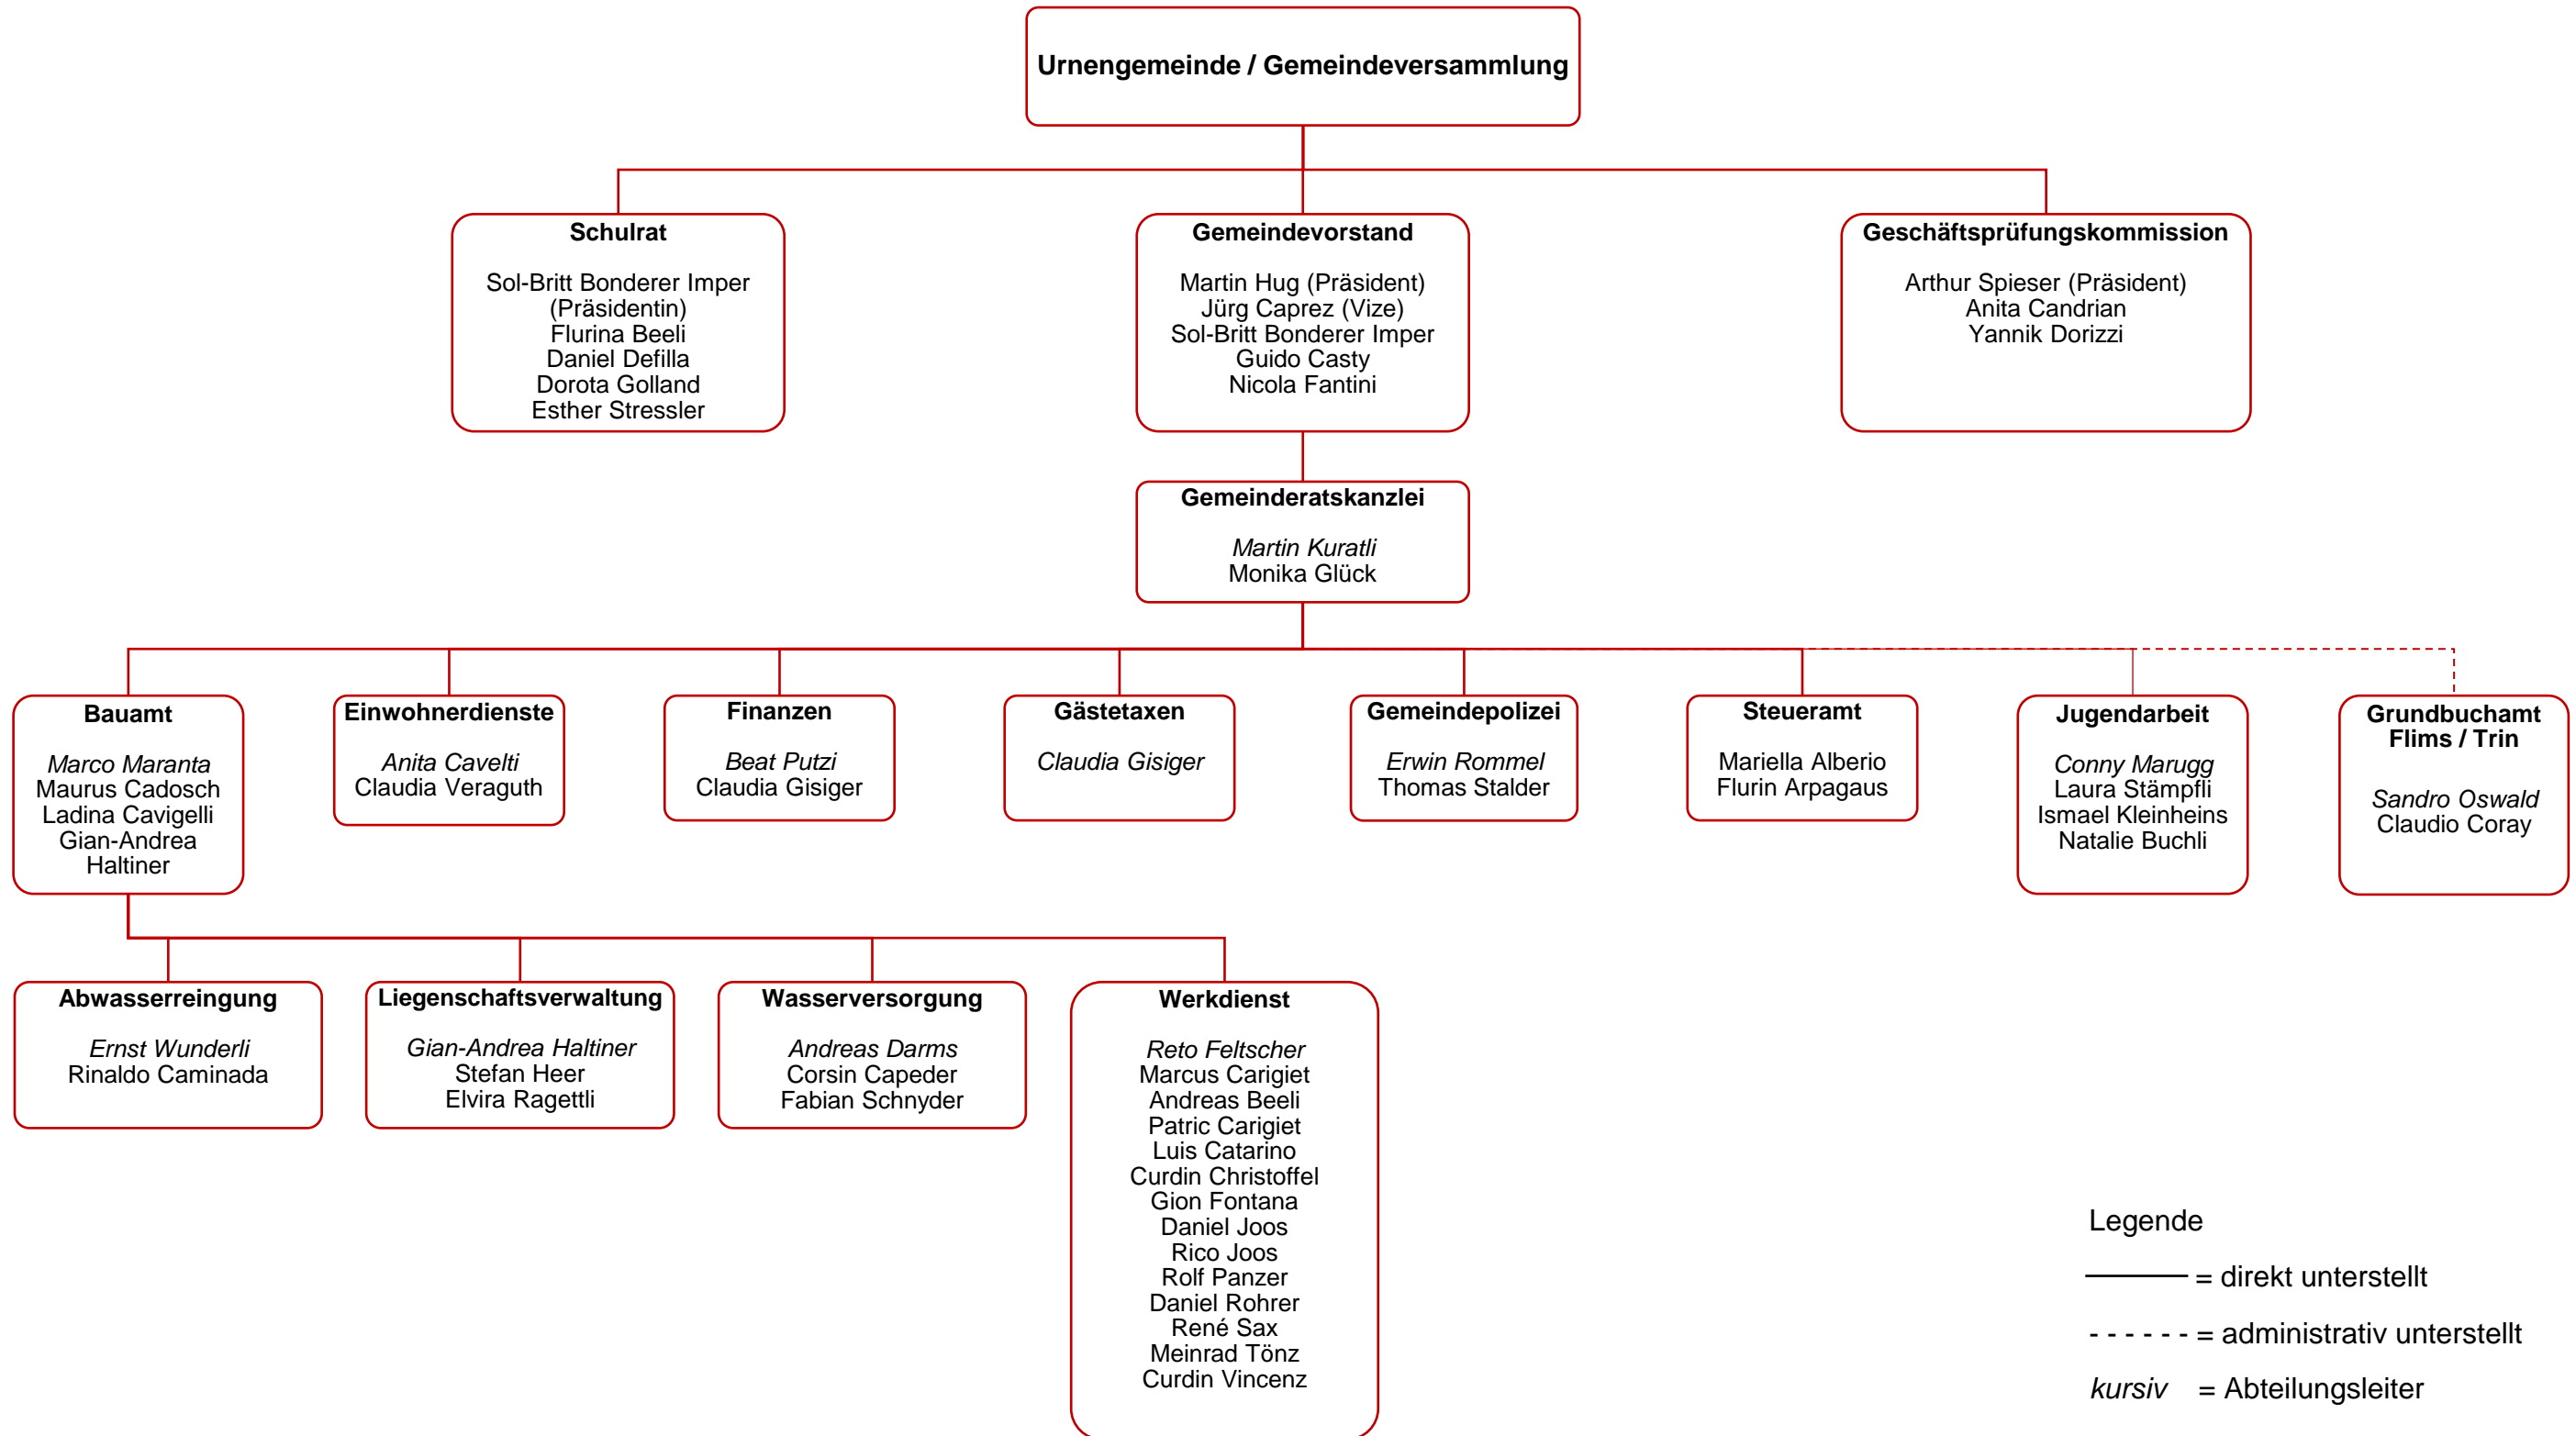 Urnengemeinde / Gemeindeversammlung
Schulrat
Sol-Britt Bonderer Imper
(Präsidentin)
Flurina Beeli
Daniel Defilla
Dorota Golland
Esther Stressler
Gemeindevorstand
Martin Hug (Präsident)
Jürg Caprez (Vize)
Sol-Britt Bonderer Imper
Guido Casty
Nicola Fantini
Geschäftsprüfungskommission
Arthur Spieser (Präsident)
Anita Candrian
Yannik Dorizzi
Gemeinderatskanzlei
Martin Kuratli
Monika Glück
Bauamt
Marco Maranta
Maurus Cadosch
Ladina Cavigelli
Gian-Andrea
Haltiner
Einwohnerdienste
Anita Cavelti
Claudia Veraguth
Finanzen
Beat Putzi
Claudia Gisiger
Gästetaxen
Claudia Gisiger
Gemeindepolizei
Erwin Rommel
Thomas Stalder
Steueramt
Mariella Alberio
Flurin Arpagaus
Jugendarbeit
Conny Marugg
Laura Stämpfli
Ismael Kleinheins
Natalie Buchli
Grundbuchamt
Flims / Trin
Sandro Oswald
Claudio Coray
Abwasserreingung
Ernst Wunderli
Rinaldo Caminada
Liegenschaftsverwaltung
Gian-Andrea Haltiner
Stefan Heer
Elvira Ragettli
Wasserversorgung
Andreas Darms
Corsin Capeder
Fabian Schnyder
Werkdienst
Reto Feltscher
Marcus Carigiet
Andreas Beeli
Patric Carigiet
Luis Catarino
Curdin Christoffel
Gion Fontana
Daniel Joos
Rico Joos
Rolf Panzer
Daniel Rohrer
René Sax
Meinrad Tönz
Curdin Vincenz
Legende
= direkt unterstellt
- - - - - - = administrativ unterstellt
kursiv = Abteilungsleiter